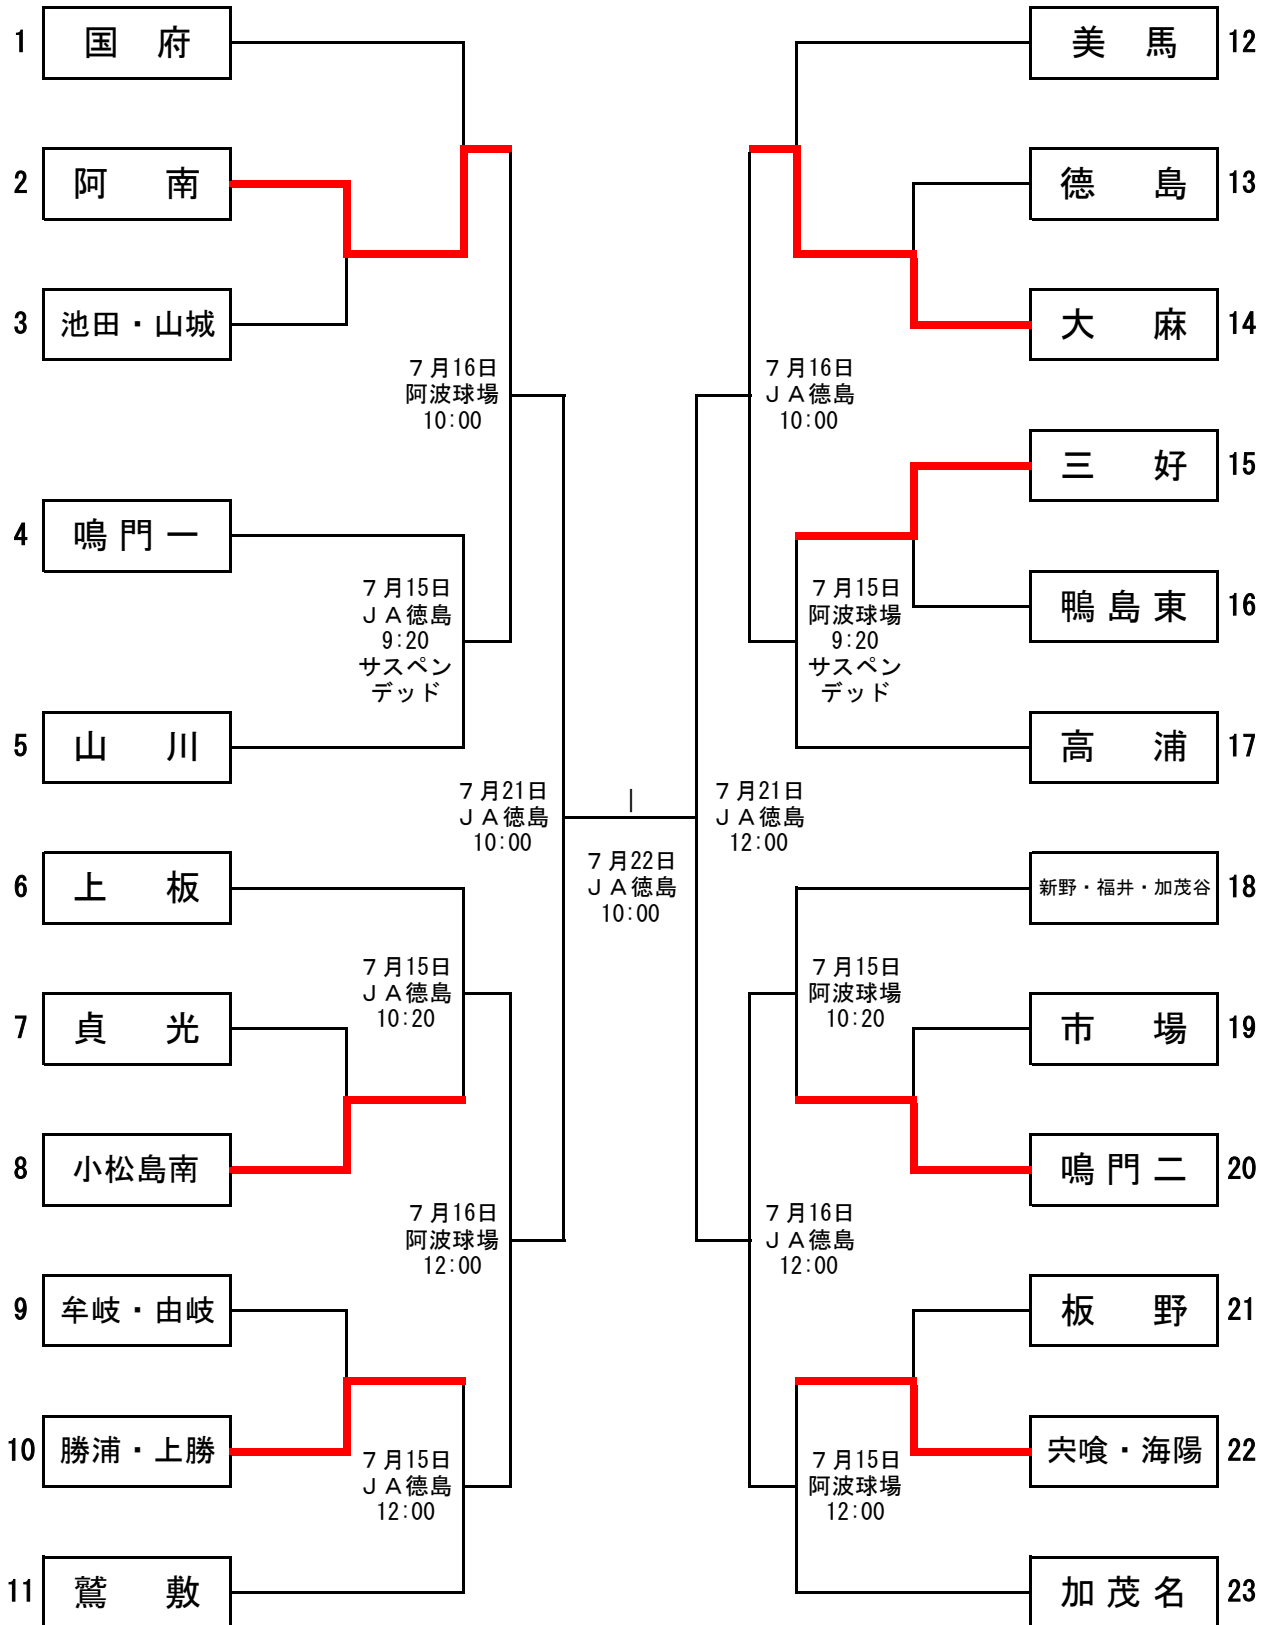 1 国府
2 阿南
3 池田・山城
7月16日
阿波球場
10:00
4 鳴門一
7月15日
JA徳島
9:20
サスペン
デッド
5 山川
7月21日
JA徳島
10:00
6 上板
7月15日
JA徳島
10:20
7 貞光
8 小松島南
7月16日
阿波球場
12:00
9 牟岐・由岐
10 勝浦・上勝
7月15日
JA徳島
12:00
11 鷲敷
7月22日
JA徳島
10:00
美馬 12
徳島 13
大麻 14
7月16日
JA徳島
10:00
三好 15
鴨島東 16
7月15日
阿波球場
9:20
サスペン
デッド
高浦 17
7月21日
JA徳島
12:00
新野・福井・加茂谷 18
7月15日
阿波球場
10:20
市場 19
鳴門二 20
7月16日
JA徳島
12:00
板野 21
宍喰・海陽 22
7月15日
阿波球場
12:00
加茂名 23